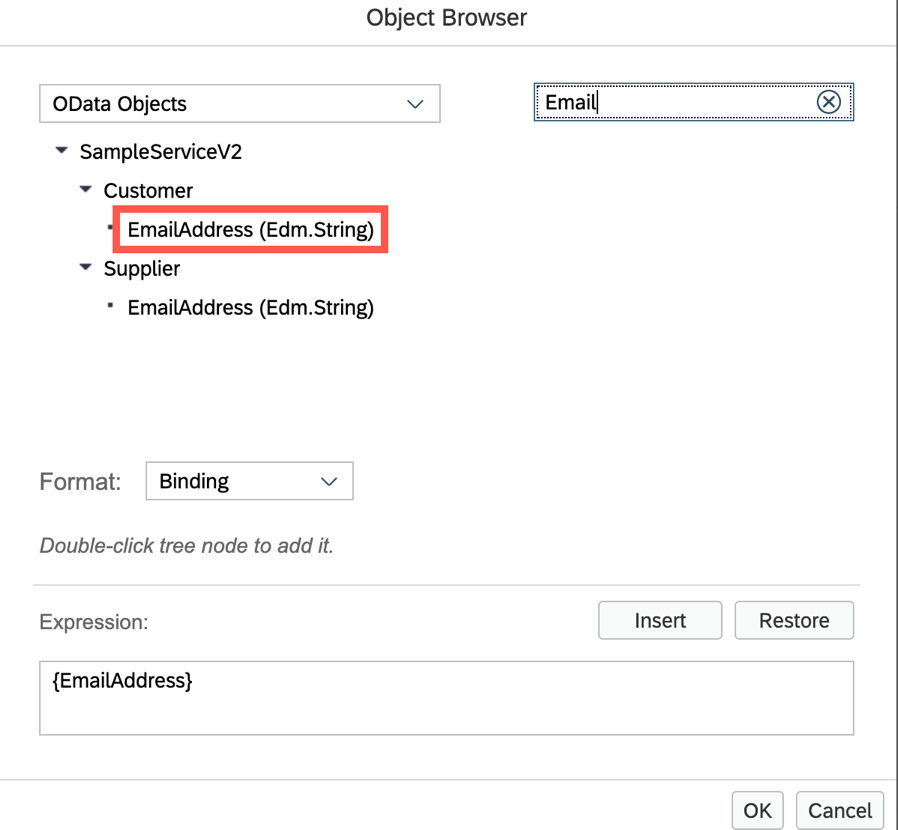 Object Browser
OData Objects
Email
SampleServiceV2
Customer
EmailAddress (Edm.String)
Supplier
EmailAddress (Edm.String)
Format: Binding
Double-click tree node to add it.
Expression: Insert Restore
{EmailAddress}
OK Cancel